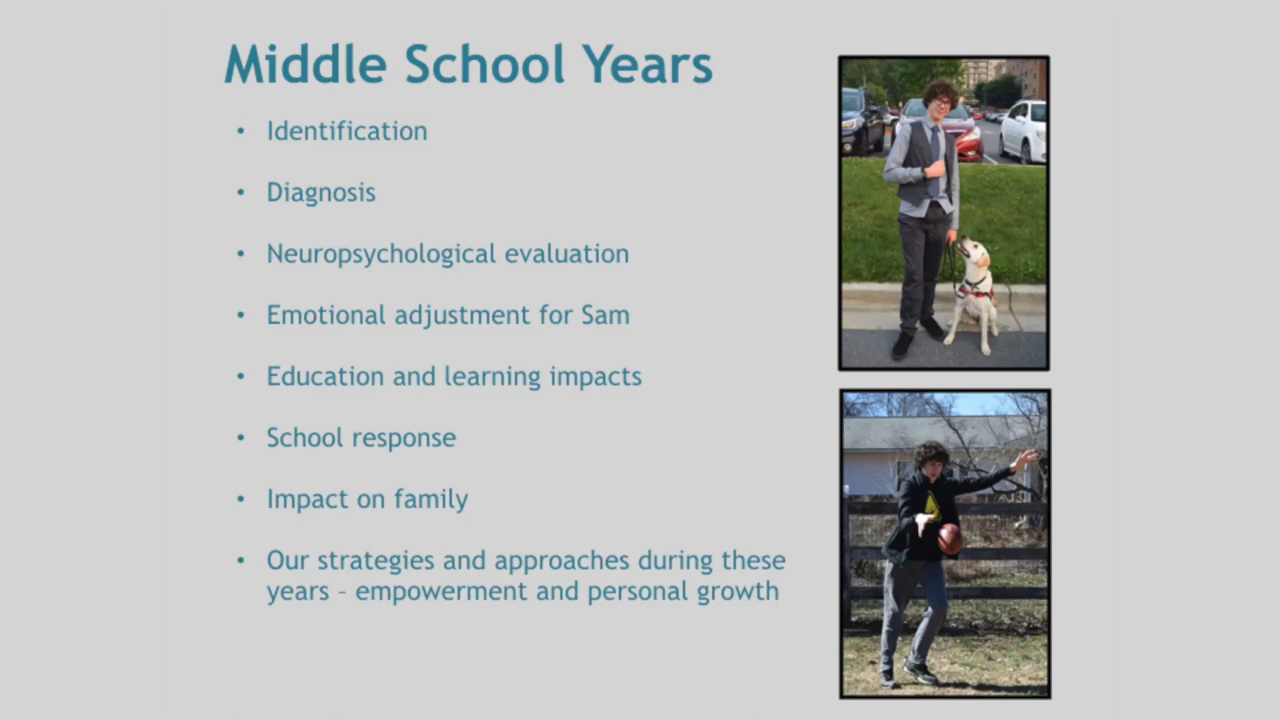 Middle School Years
• Identification
• Diagnosis
• Neuropsychological evaluation
• Emotional adjustment for Sam
• Education and learning impacts
• School response
• Impact on family
• Our strategies and approaches during these
years – empowerment and personal growth